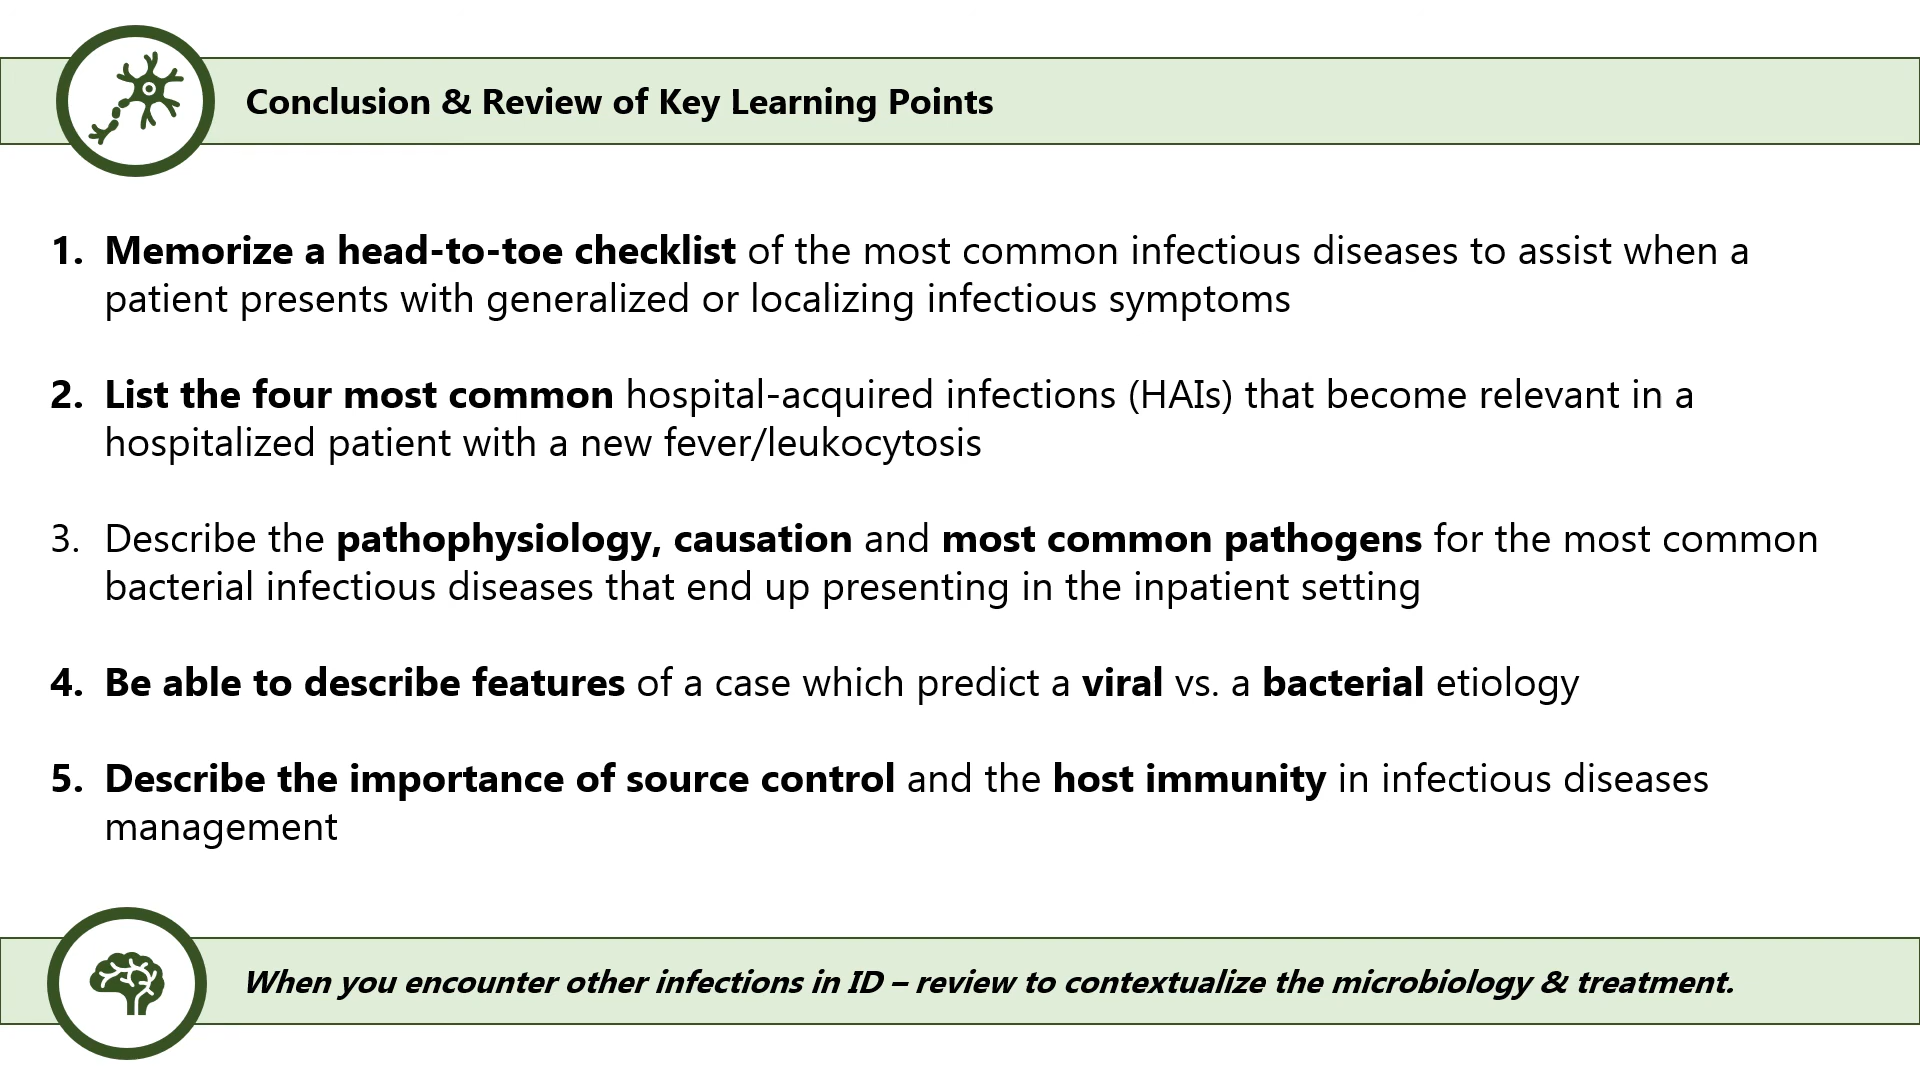 Conclusion & Review of Key Learning Points
1. Memorize a head-to-toe checklist of the most common infectious diseases to assist when a
patient presents with generalized or localizing infectious symptoms
2. List the four most common hospital-acquired infections (HAIs) that become relevant in a
hospitalized patient with a new fever/leukocytosis
3. Describe the pathophysiology, causation and most common pathogens for the most common
bacterial infectious diseases that end up presenting in the inpatient setting
4. Be able to describe features of a case which predict a viral vs. a bacterial etiology
5. Describe the importance of source control and the host immunity in infectious diseases
management
When you encounter other infections in ID – review to contextualize the microbiology & treatment.